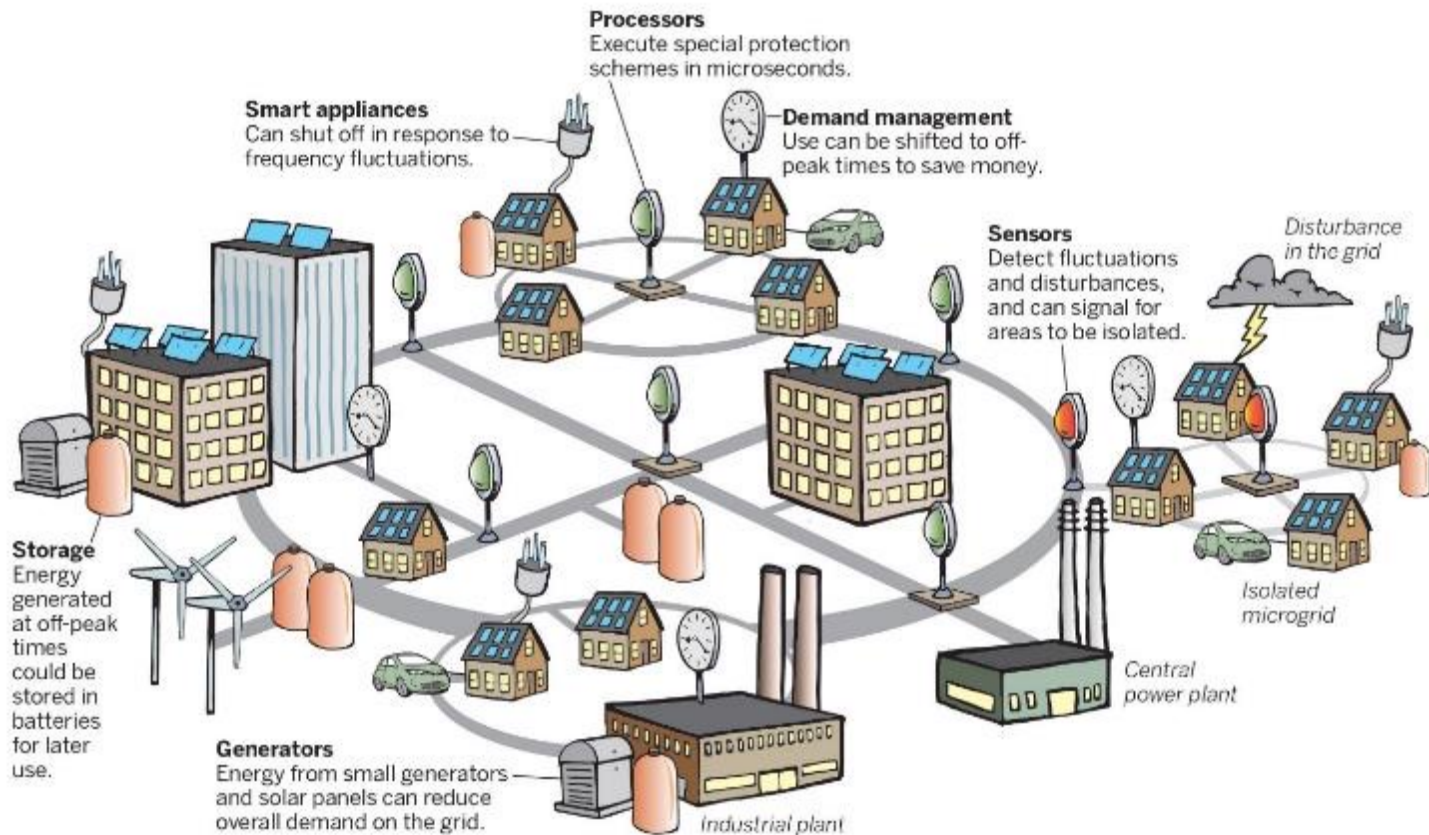 Processors
Execute special protection
schemes in microseconds.
Smart appliances
Can shut off in response to
frequency fluctuations.
Demand management
Use can be shifted to off-
peak times to save money.
Sensors
Detect fluctuations
and disturbances,
and can signal for
areas to be isolated.
Disturbance
in the grid
Storage
Energy
generated
at off-peak
times
could be
stored in
batteries
for later
use.
Isolated
microgrid
Central
power plant
Generators
Energy from small generators
and solar panels can reduce
overall demand on the grid.
Industrial plant